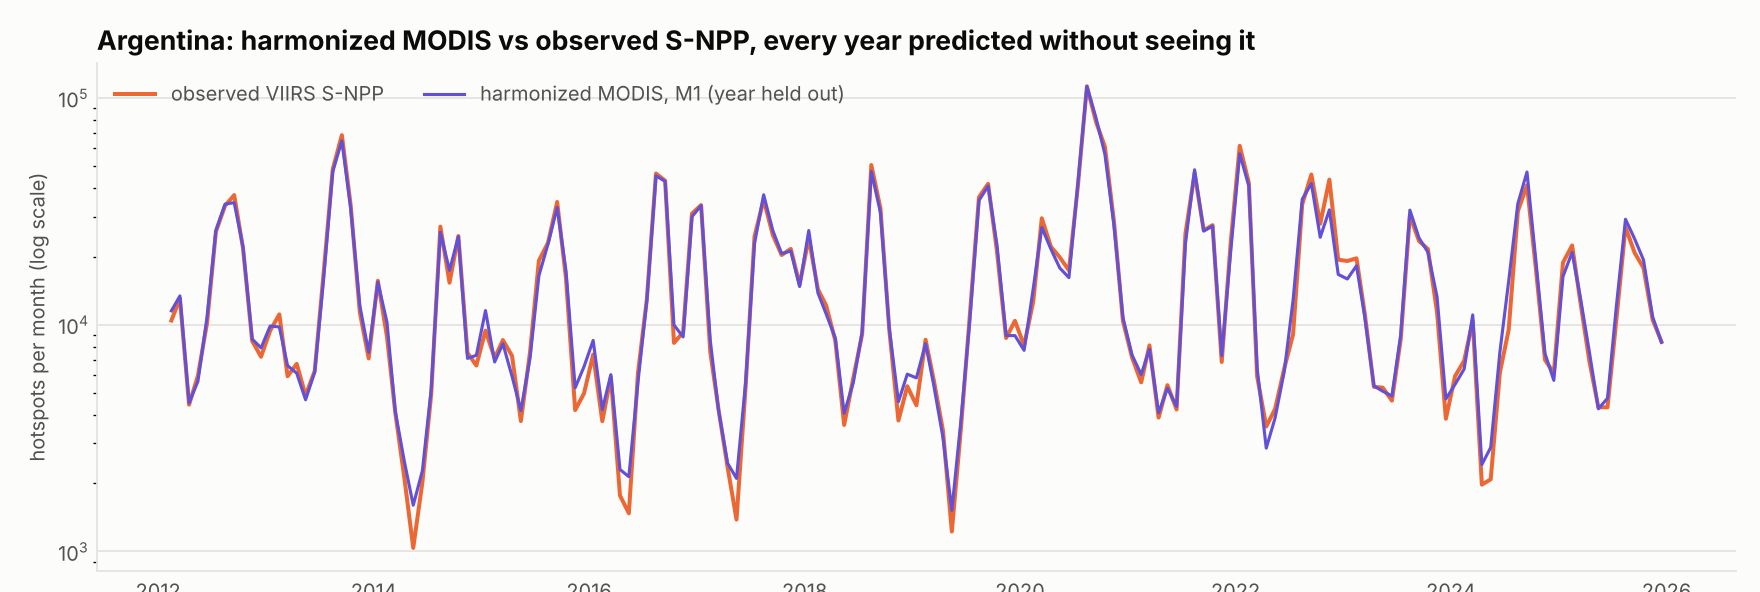 Argentina: harmonized MODIS vs observed S-NPP, every year predicted without seeing it
observed VIIRS S-NPP
harmonized MODIS, M1 (year held out)
hotspots per month (log scale)
10⁵
10⁴
10³
2012 2014 2016 2018 2020 2022 2024 2026